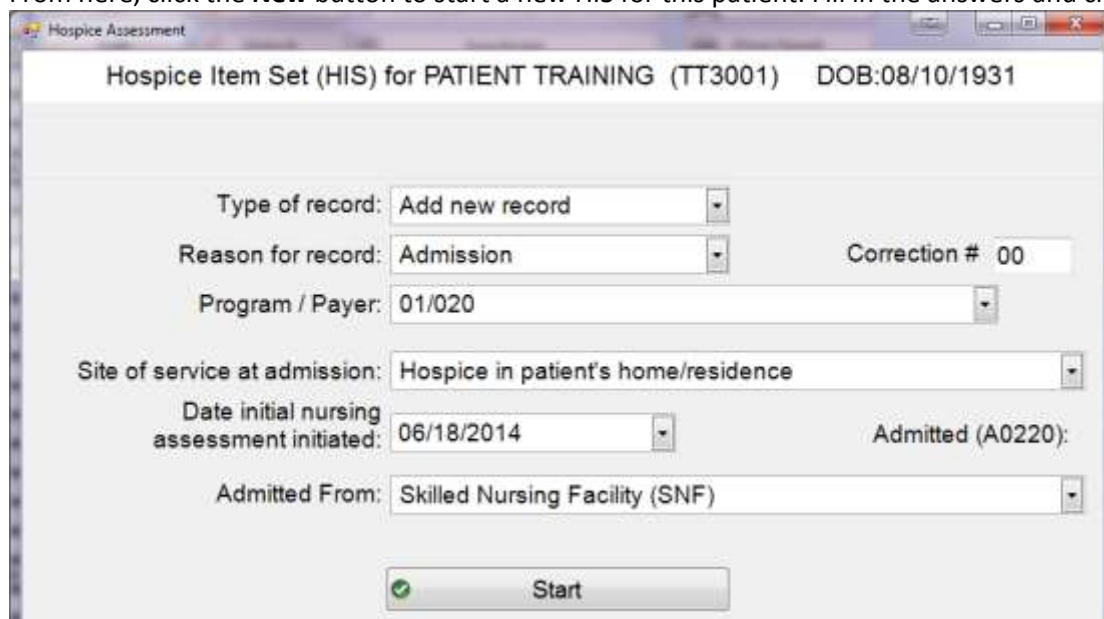 From here, click the New button to start a new HIS for this patient. Fill in the answers and
Hospice Assessment
Hospice Item Set (HIS) for PATIENT TRAINING (TT3001) DOB:08/10/1931
Type of record: Add new record
Reason for record: Admission Correction # 00
Program / Payer: 01/020
Site of service at admission: Hospice in patient's home/residence
Date initial nursing
assessment initiated: 06/18/2014 Admitted (A0220):
Admitted From: Skilled Nursing Facility (SNF)
Start